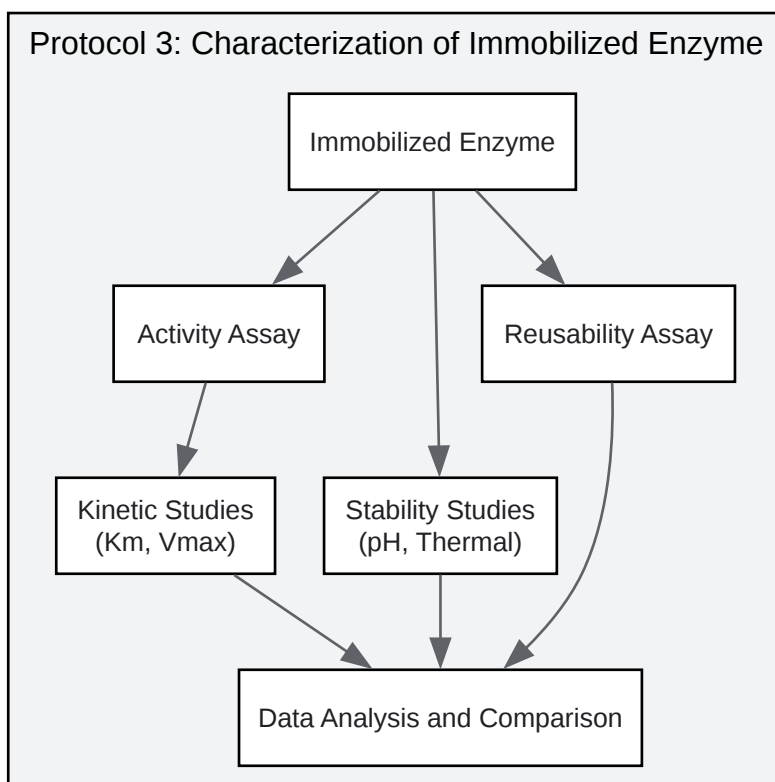 Protocol 3: Characterization of Immobilized Enzyme
Immobilized Enzyme
Activity Assay
Reusability Assay
Kinetic Studies
(Km, Vmax)
Stability Studies
(pH, Thermal)
Data Analysis and Comparison